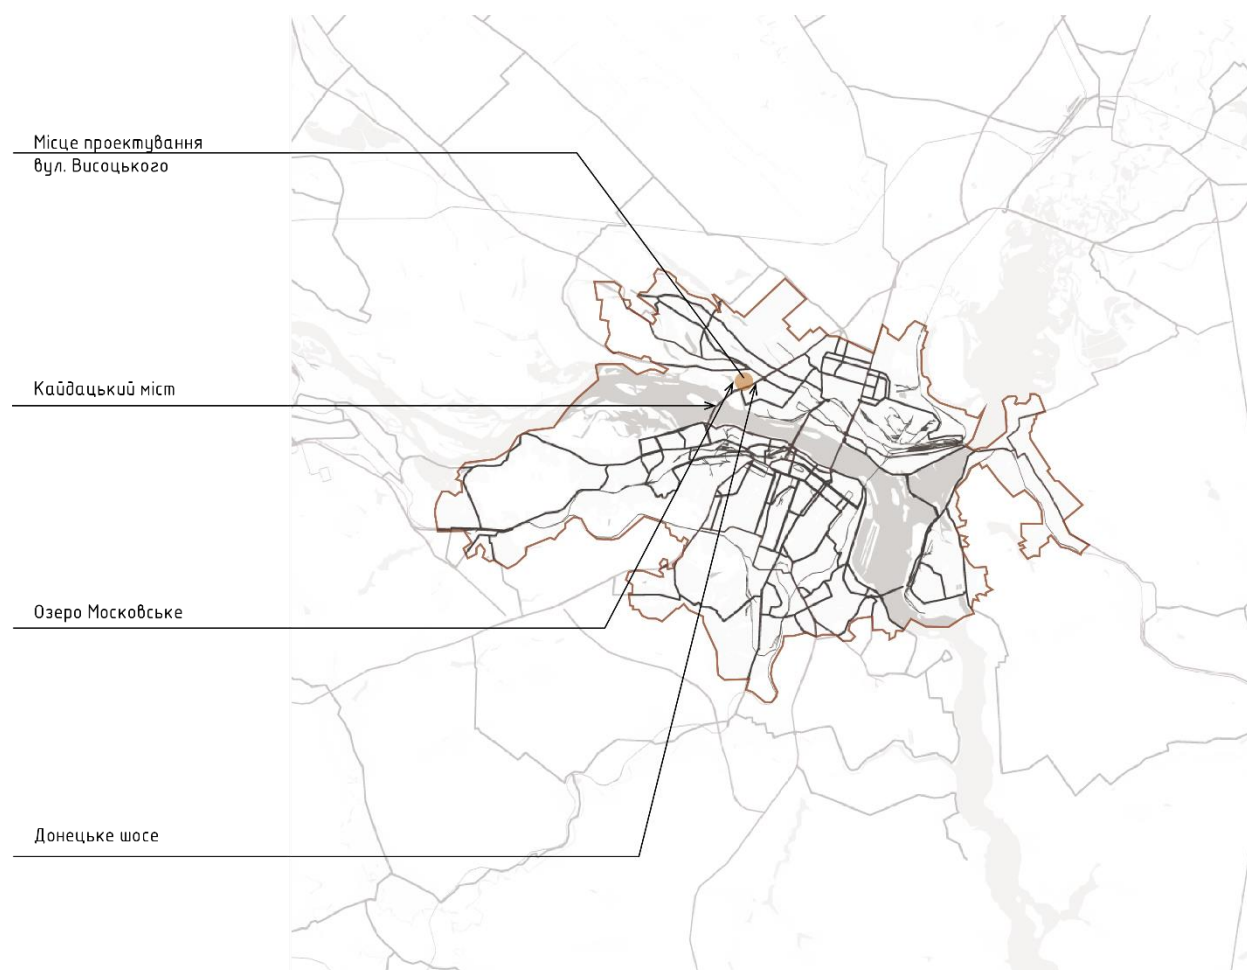 Місце проектування
вул. Висоцького
Кайдацький міст
Озеро Московське
Донецьке шосе